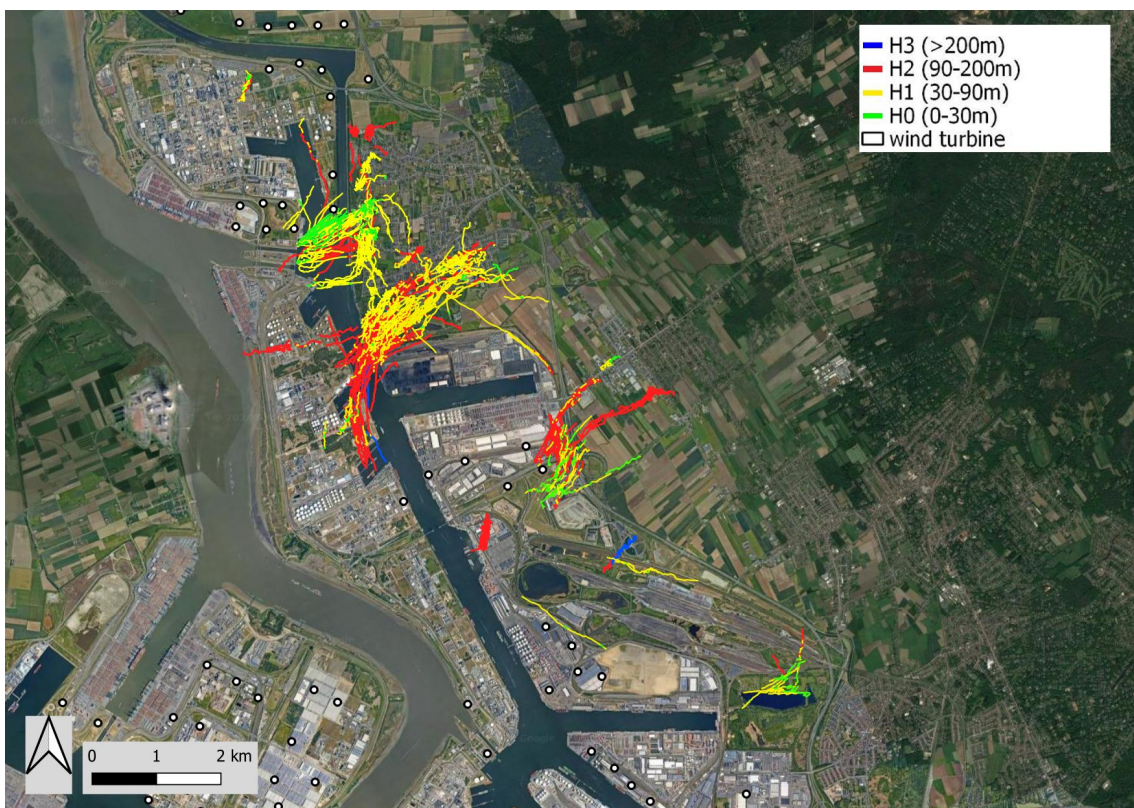 H3 (>200m)
H2 (90-200m)
H1 (30-90m)
H0 (0-30m)
wind turbine
0 1 2 km